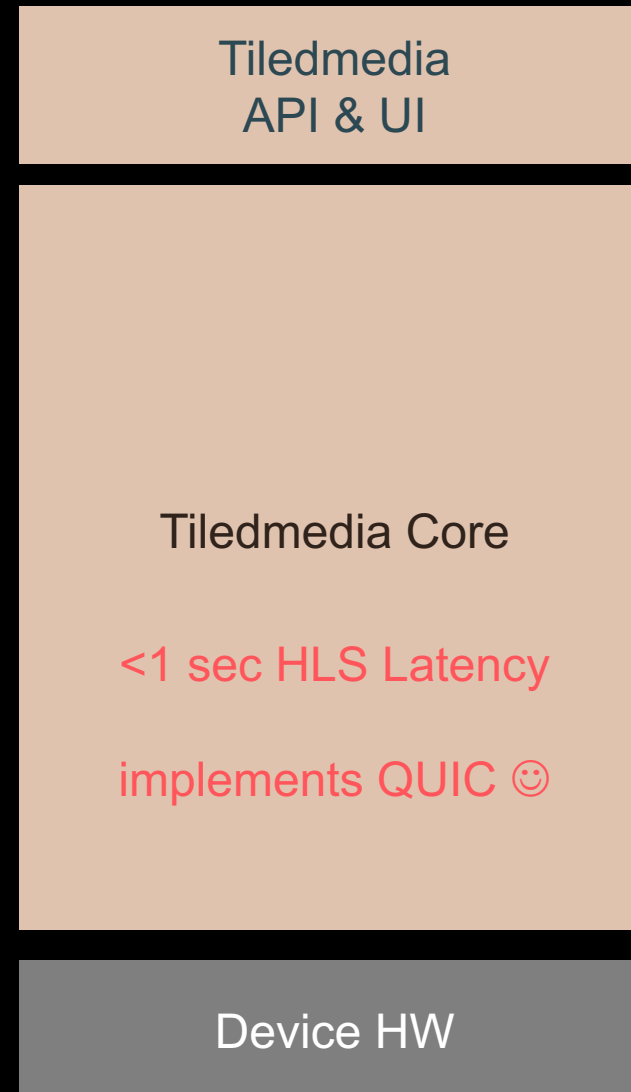 Tiledmedia
API & UI
Tiledmedia Core
<1 sec HLS Latency
implements QUIC ☺
Device HW